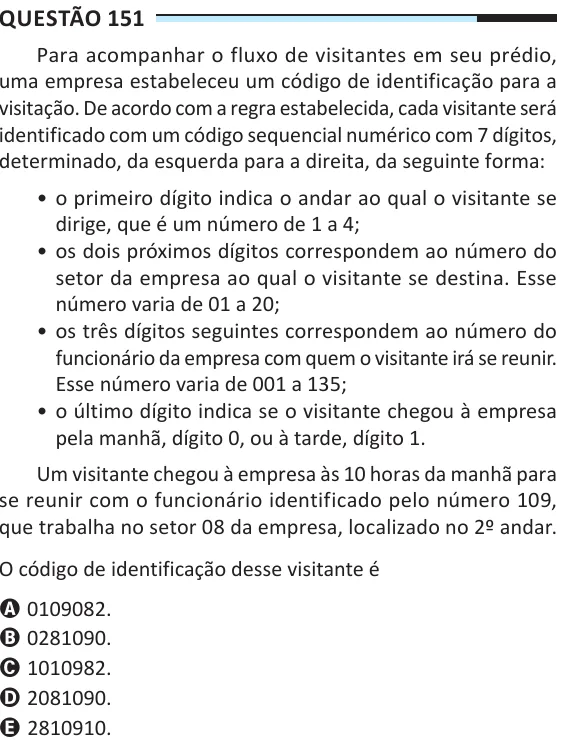 QUESTÃO 151
Para acompanhar o fluxo de visitantes em seu prédio,
uma empresa estabeleceu um código de identificação para a
visitação. De acordo com a regra estabelecida, cada visitante será
identificado com um código sequencial numérico com 7 dígitos,
determinado, da esquerda para a direita, da seguinte forma:
• o primeiro dígito indica o andar ao qual o visitante se
dirige, que é um número de 1 a 4;
• os dois próximos dígitos correspondem ao número do
setor da empresa ao qual o visitante se destina. Esse
número varia de 01 a 20;
• os três dígitos seguintes correspondem ao número do
funcionário da empresa com quem o visitante irá se reunir.
Esse número varia de 001 a 135;
• o último dígito indica se o visitante chegou à empresa
pela manhã, dígito 0, ou à tarde, dígito 1.
Um visitante chegou à empresa às 10 horas da manhã para
se reunir com o funcionário identificado pelo número 109,
que trabalha no setor 08 da empresa, localizado no 2º andar.
O código de identificação desse visitante é
A 0109082.
B 0281090.
C 1010982.
D 2081090.
E 2810910.